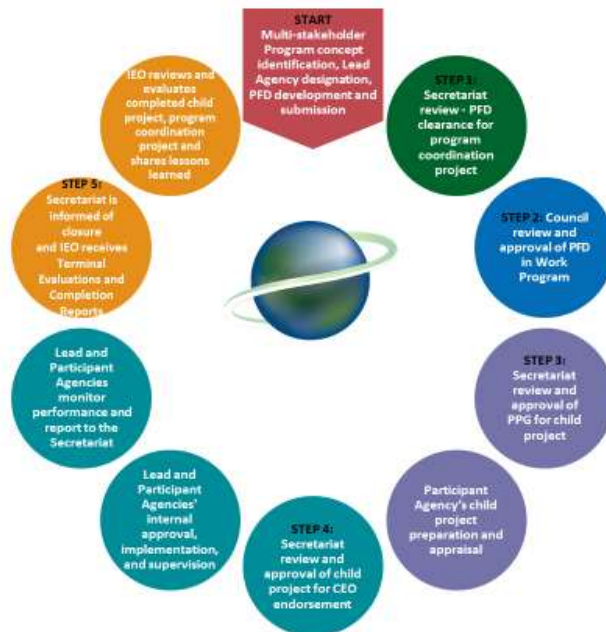 START
Multi-stakeholder
Program concept
identification, Lead
Agency designation,
PFD development and
submission
STEP 1:
Secretariat
review - PFD
clearance for
program
coordination
project
STEP 2: Council
review and
approval of PFD
in Work
Program
STEP 3:
Secretariat
review and
approval of
PPG for child
project
Participant
Agency's child
project
preparation and
appraisal
STEP 4:
Secretariat
review and
approval of child
project for CEO
endorsement
Lead and
Participant
Agencies'
internal
approval,
implementation,
and supervision
Lead and
Participant
Agencies
monitor
performance and
report to the
Secretariat
STEP 5:
Secretariat is
informed of
closure
and IEO receives
Terminal
Evaluations and
Completion
Reports
IEO reviews and
evaluates
completed child
project, program
coordination
project and
shares lessons
learned